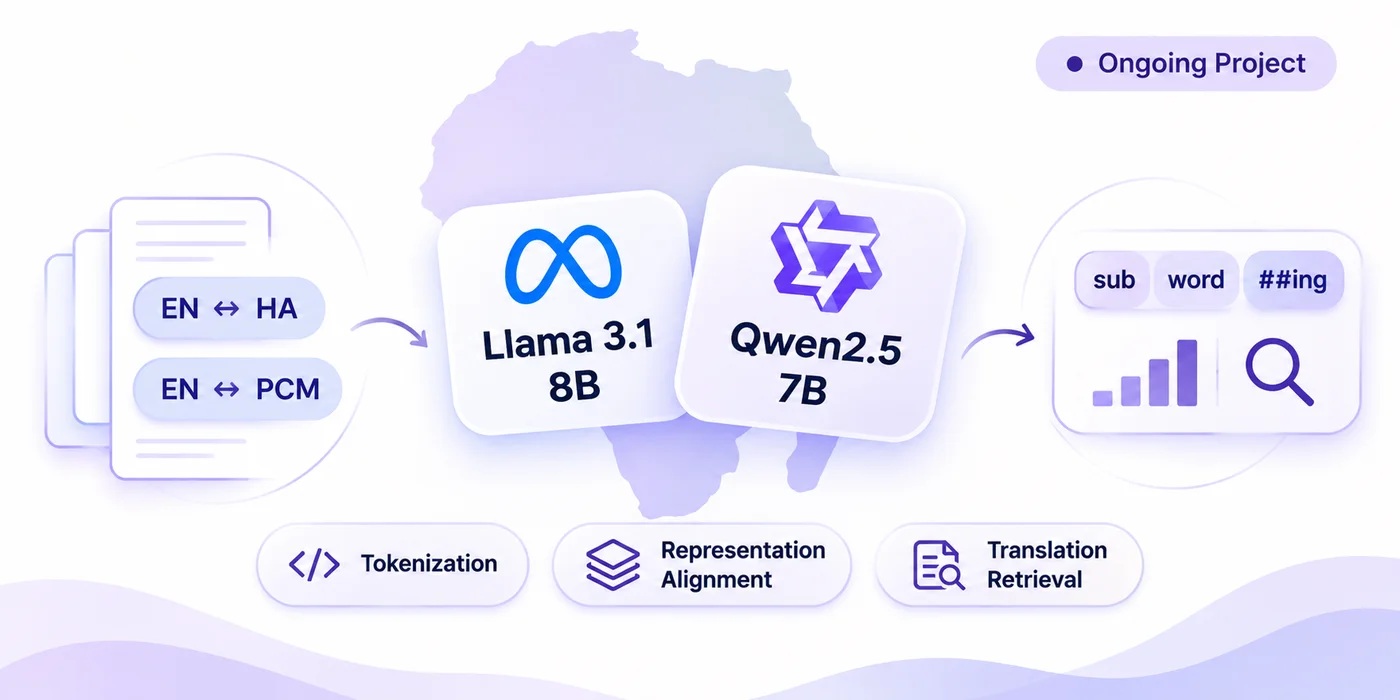 Ongoing Project
EN ↔ HA
EN ↔ PCM
Llama 3.1
8B
Qwen2.5
7B
sub word ##ing
</> Tokenization
Representation
Alignment
Translation
Retrieval